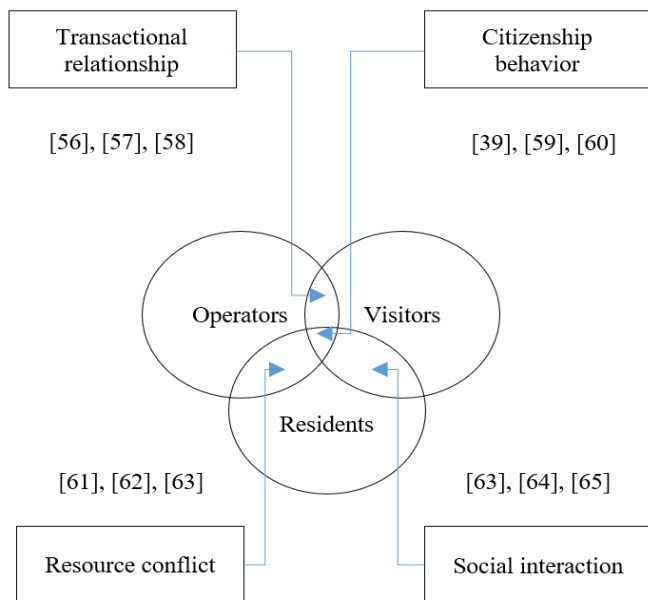 Transactional
relationship
Citizenship
behavior
[56], [57], [58]
[39], [59], [60]
Operators
Visitors
Residents
[61], [62], [63]
[63], [64], [65]
Resource conflict
Social interaction